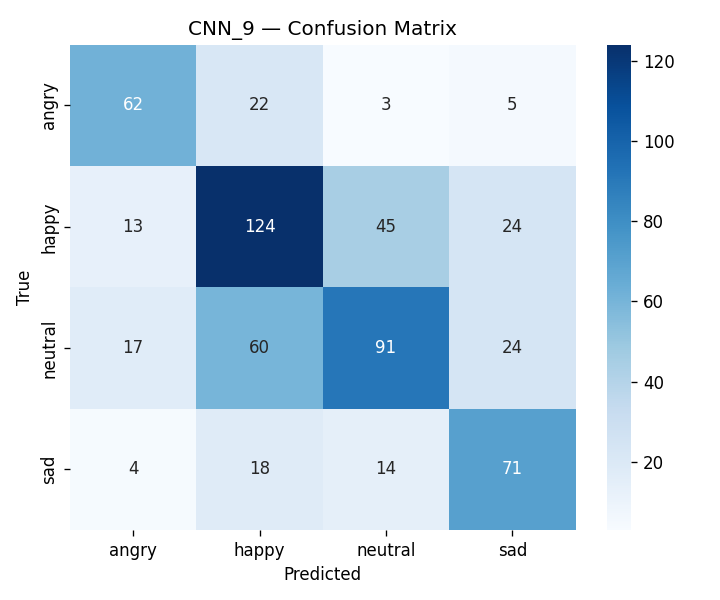 CNN_9 — Confusion Matrix
angry 62 22 3 5
happy 13 124 45 24
neutral 17 60 91 24
sad 4 18 14 71
angry happy neutral sad
Predicted
True
120
100
80
60
40
20